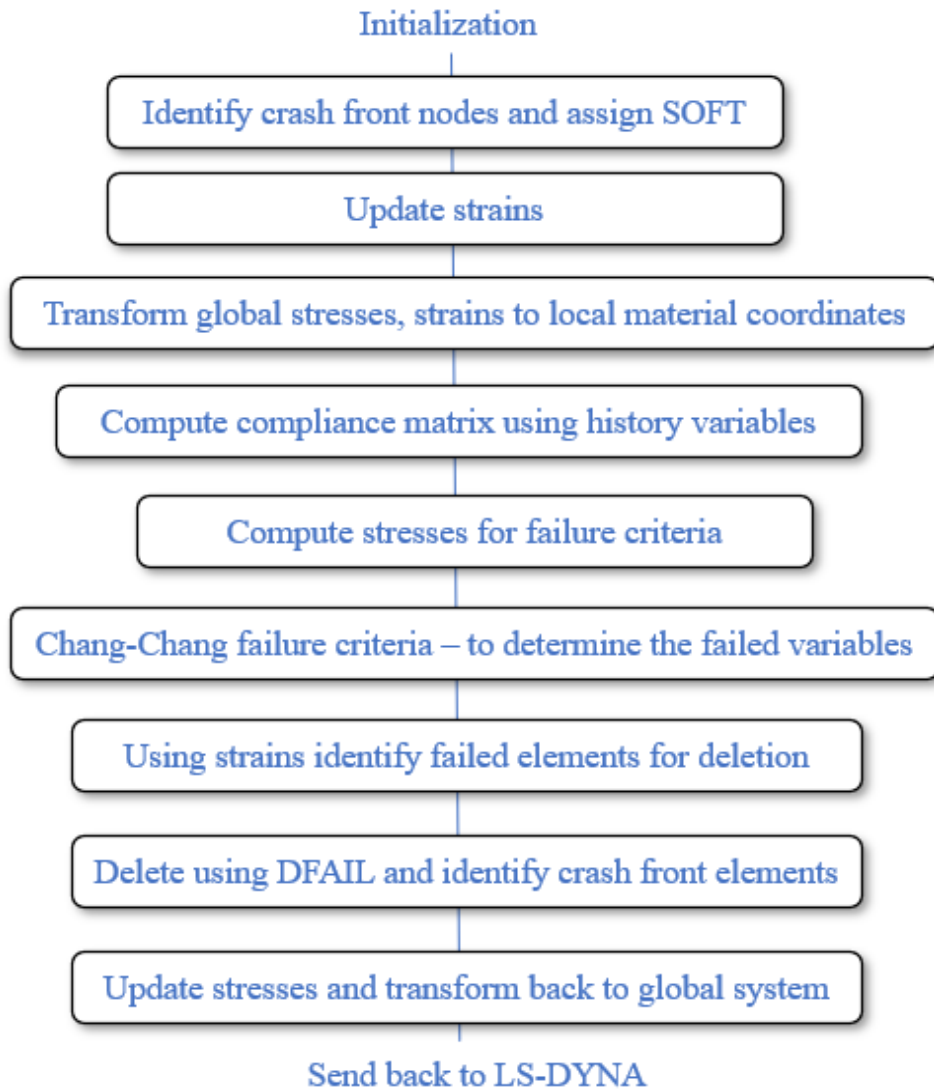 Initialization
Identify crash front nodes and assign SOFT
Update strains
Transform global stresses, strains to local material coordinates
Compute compliance matrix using history variables
Compute stresses for failure criteria
Chang-Chang failure criteria – to determine the failed variables
Using strains identify failed elements for deletion
Delete using DFAIL and identify crash front elements
Update stresses and transform back to global system
Send back to LS-DYNA